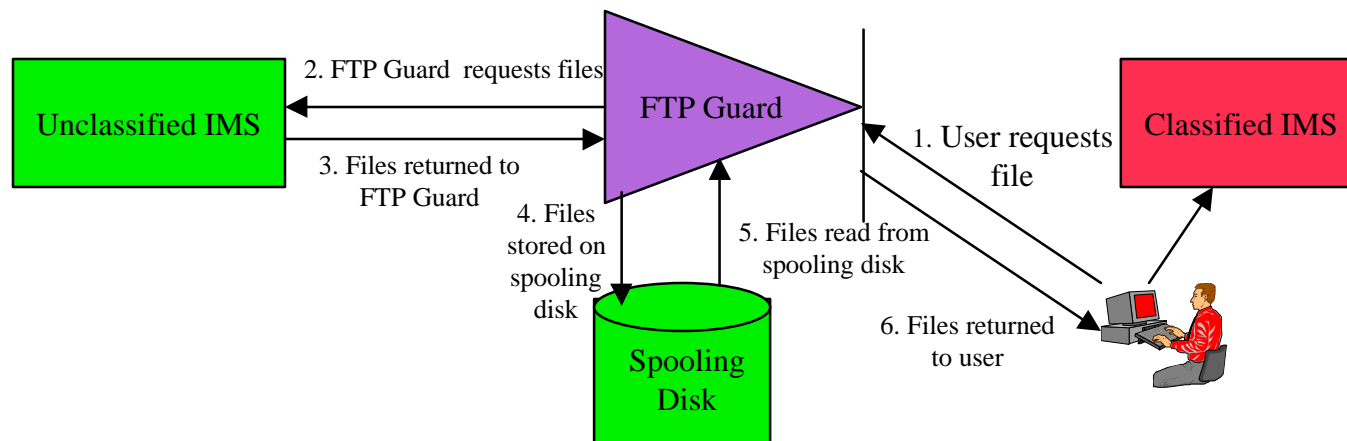 Unclassified IMS
2. FTP Guard  requests files
3. Files returned to
FTP Guard
FTP Guard
1. User requests
file
Classified IMS
4. Files
stored on
spooling
disk
5. Files read from
spooling disk
6. Files returned
to user
Spooling
Disk